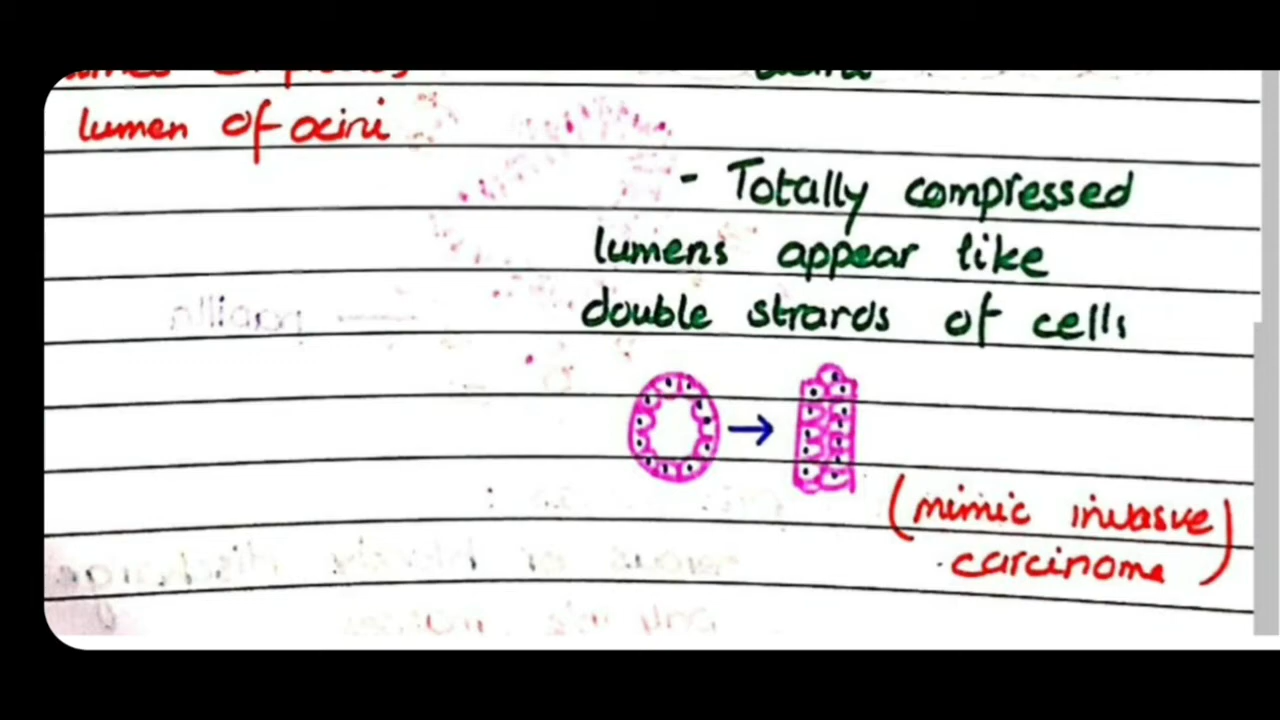 lumen of acini
- Totally compressed
lumens appear like
double strands of cells
(mimic invasive
carcinoma)